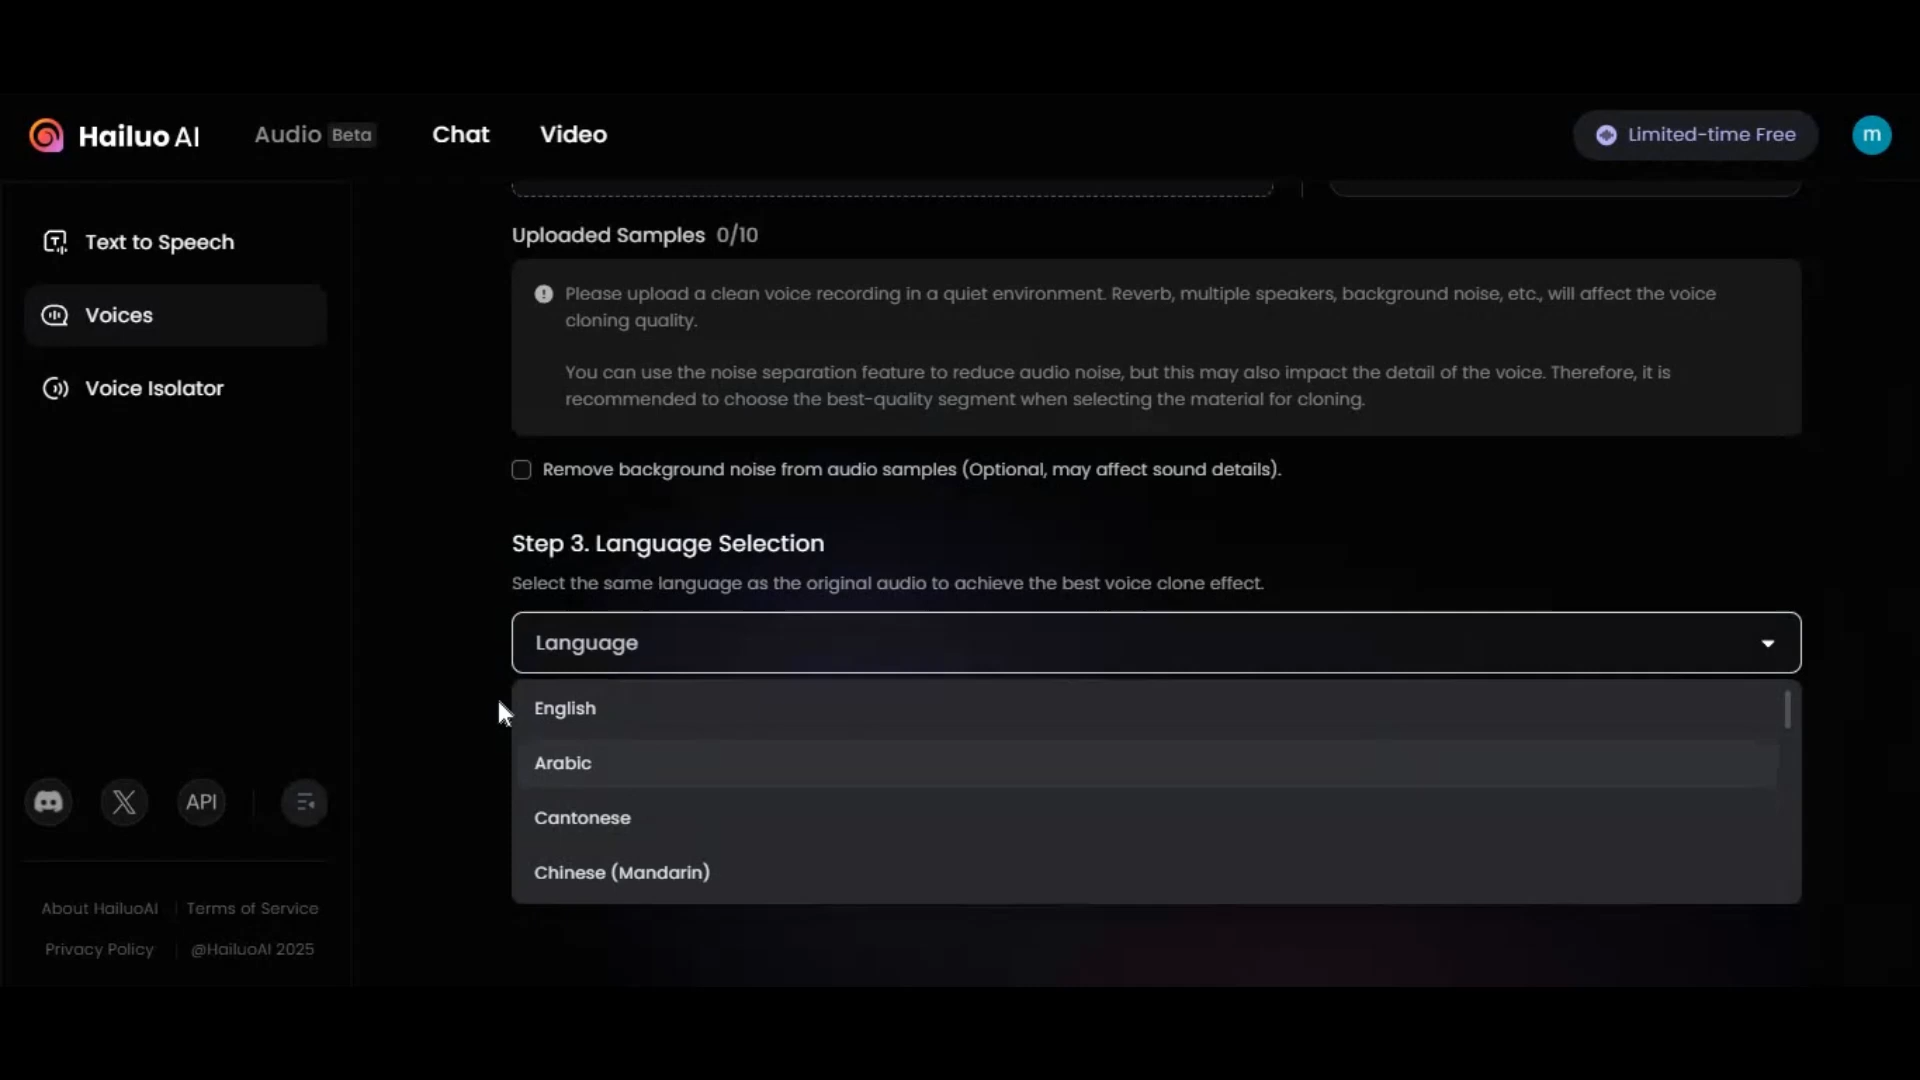 Hailuo AI
Audio Beta
Chat
Video
Limited-time Free
m
Text to Speech
Voices
Voice Isolator
Uploaded Samples 0/10
Please upload a clean voice recording in a quiet environment. Reverb, multiple speakers, background noise, etc., will affect the voice
cloning quality.
You can use the noise separation feature to reduce audio noise, but this may also impact the detail of the voice. Therefore, it is
recommended to choose the best-quality segment when selecting the material for cloning.
Remove background noise from audio samples (Optional, may affect sound details).
Step 3. Language Selection
Select the same language as the original audio to achieve the best voice clone effect.
Language
English
Arabic
Cantonese
Chinese (Mandarin)
API
About HailuoAI
Terms of Service
Privacy Policy
@HailuoAI 2025